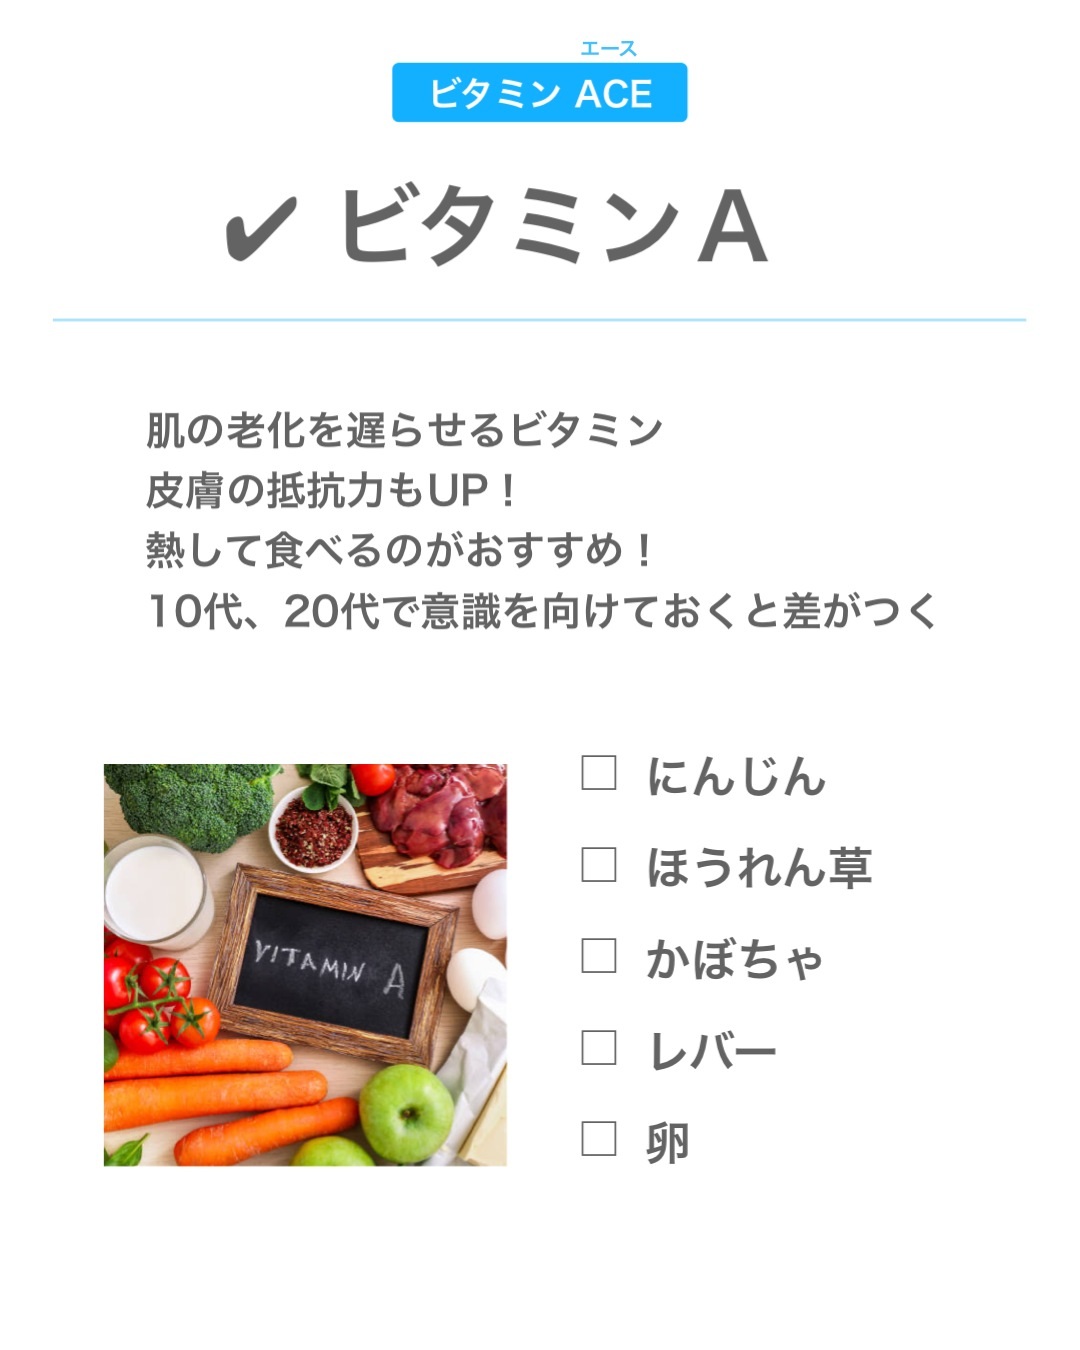 エース
ビタミン ACE
✔ ビタミンA
肌の老化を遅らせるビタミン
皮膚の抵抗力もUP！
熱して食べるのがおすすめ！
10代、20代で意識を向けておくと差がつく
VITAMIN A
□ にんじん
□ ほうれん草
□ かぼちゃ
□ レバー
□ 卵